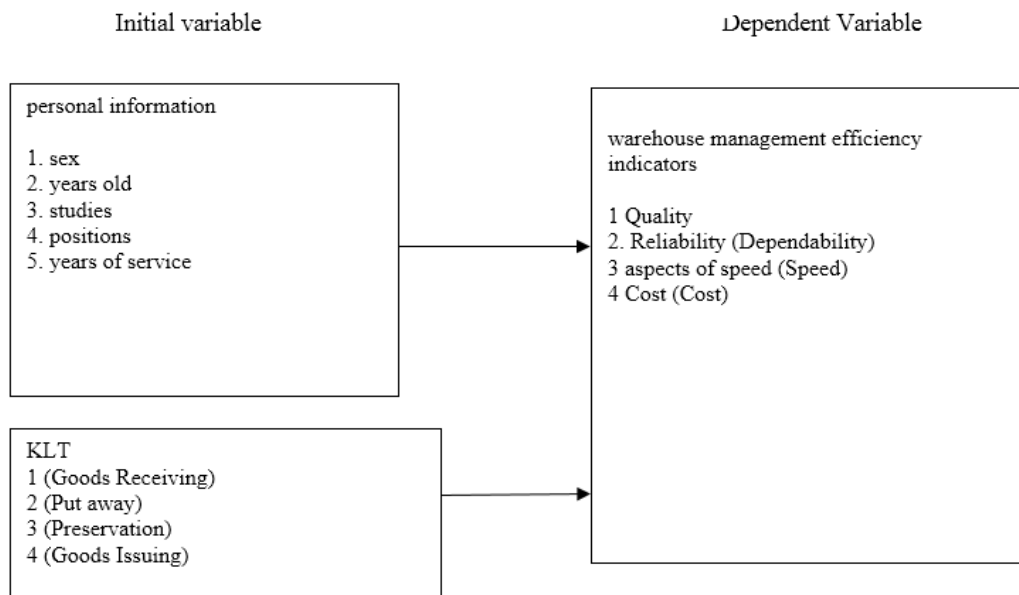 Initial variable
Dependent Variable
personal information
1. sex
2. years old
3. studies
4. positions
5. years of service
warehouse management efficiency
indicators
1 Quality
2. Reliability (Dependability)
3 aspects of speed (Speed)
4 Cost (Cost)
KLT
1 (Goods Receiving)
2 (Put away)
3 (Preservation)
4 (Goods Issuing)